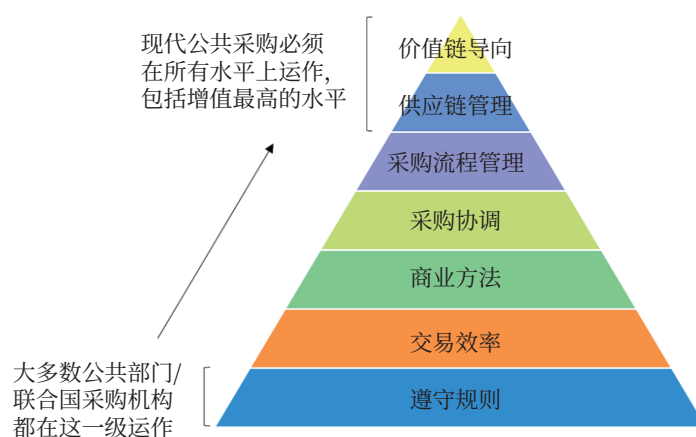 现代公共采购必须
在所有水平上运作,
包括增值最高的水平
价值链导向
供应链管理
采购流程管理
采购协调
商业方法
交易效率
遵守规则
大多数公共部门/
联合国采购机构
都在这一级运作